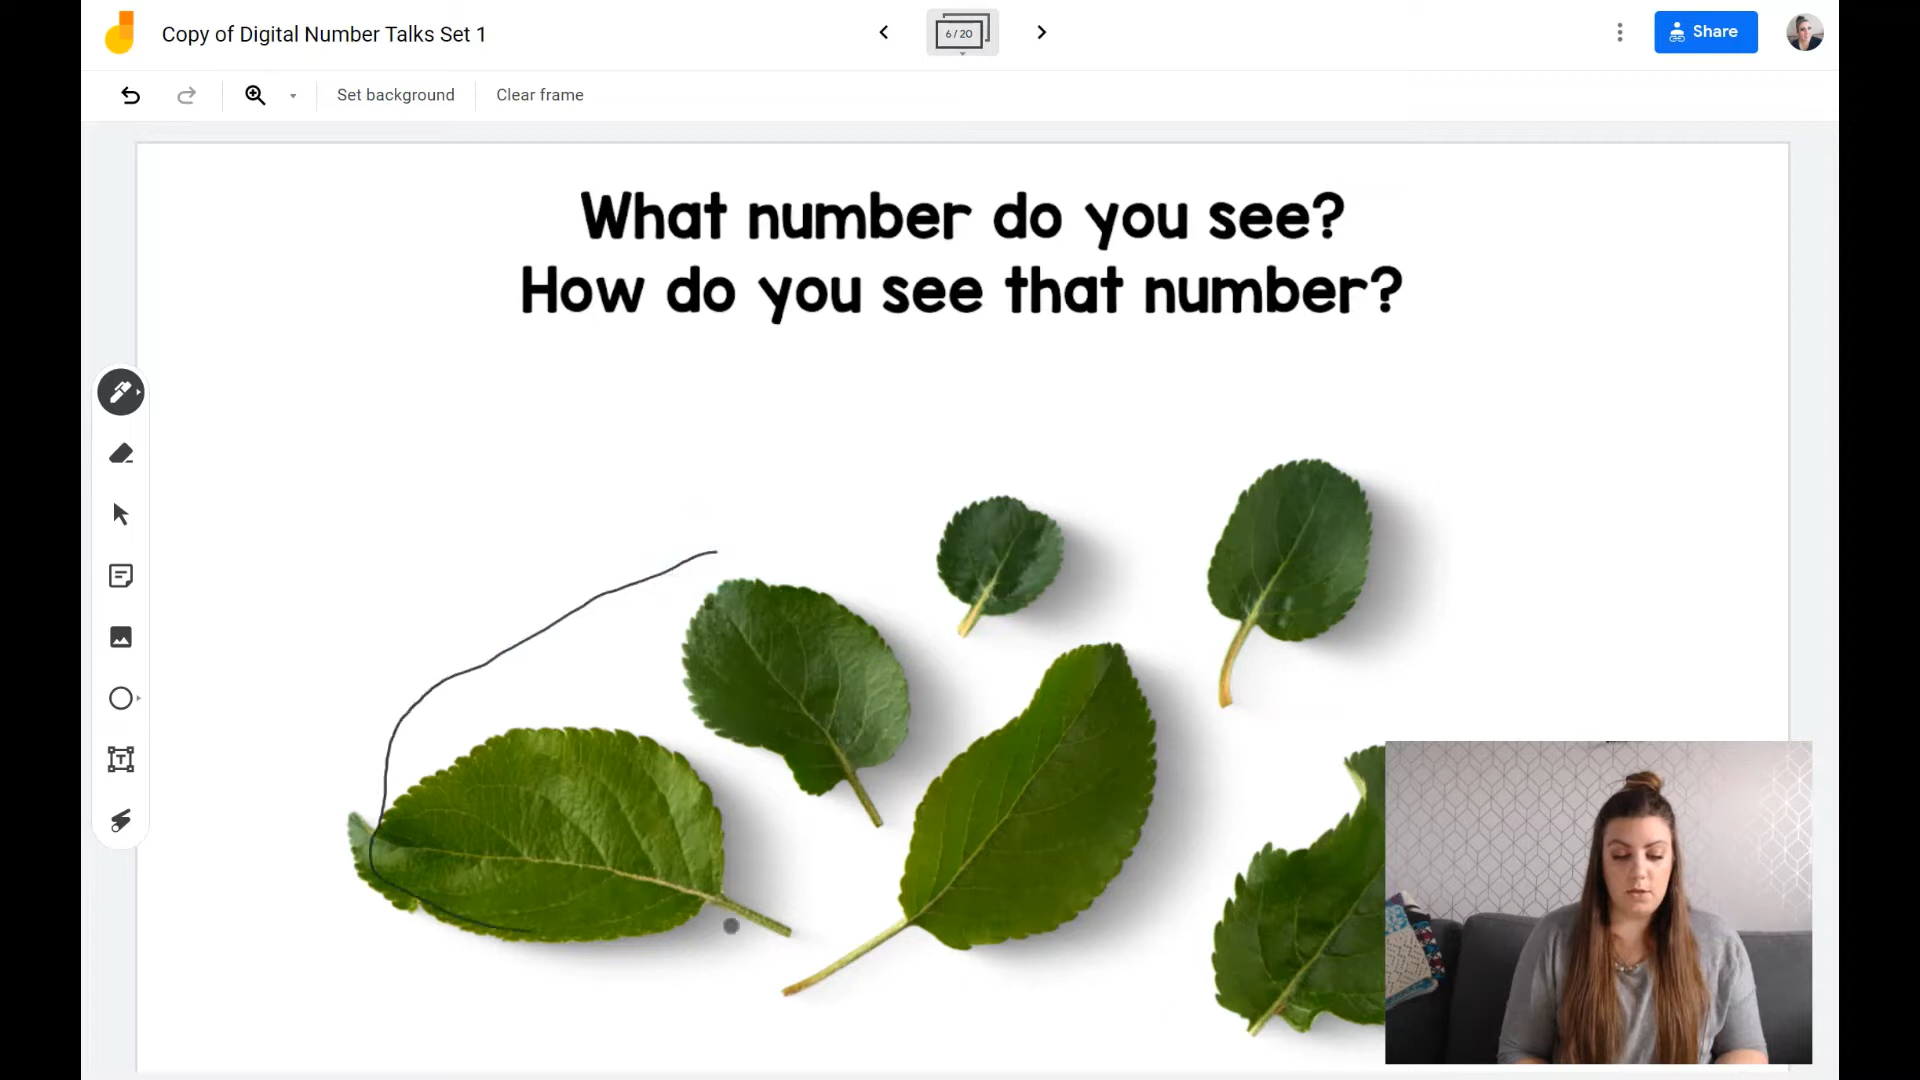 Copy of Digital Number Talks Set 1
6 / 20
Share
Set background
Clear frame
What number do you see?
How do you see that number?